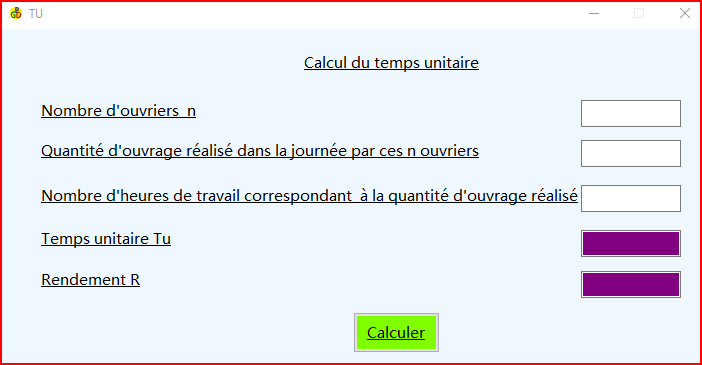 TU
Calcul du temps unitaire
Nombre d'ouvriers  n
Quantité d'ouvrage réalisé dans la journée par ces n ouvriers
Nombre d'heures de travail correspondant  à la quantité d'ouvrage réalisé
Temps unitaire Tu
Rendement R
Calculer